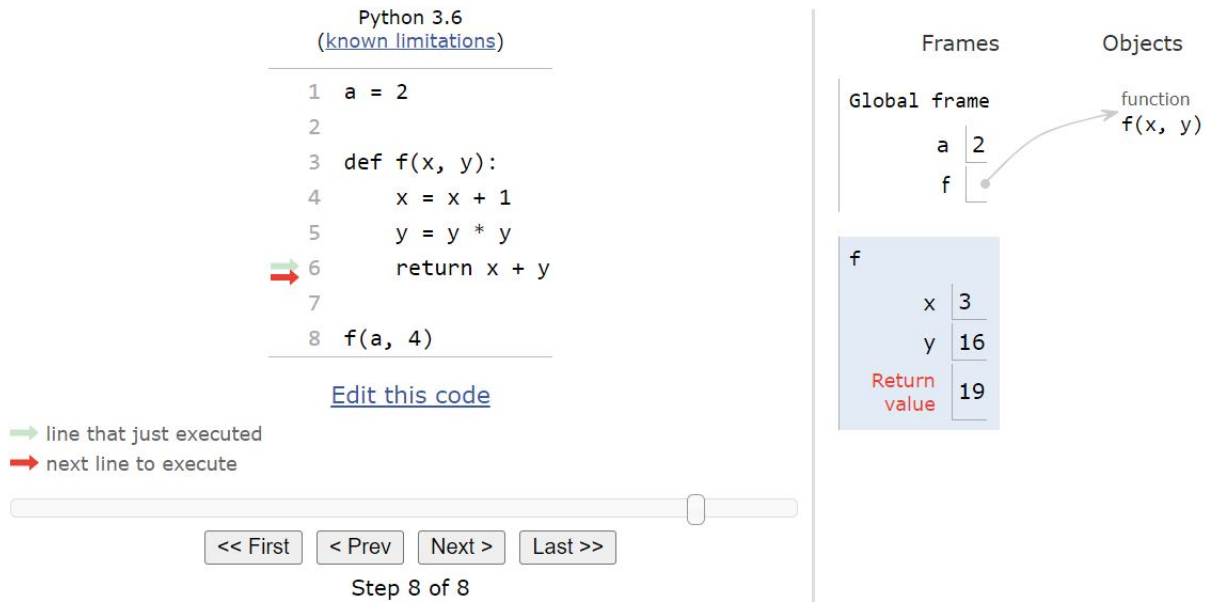 Python 3.6
(known limitations)
1 a = 2
2
3 def f(x, y):
4     x = x + 1
5     y = y * y
6     return x + y
7
8 f(a, 4)
Edit this code
line that just executed
next line to execute
<< First < Prev Next > Last >>
Step 8 of 8
Frames Objects
Global frame
a 2
f
function
f(x, y)
f
x 3
y 16
Return
value 19